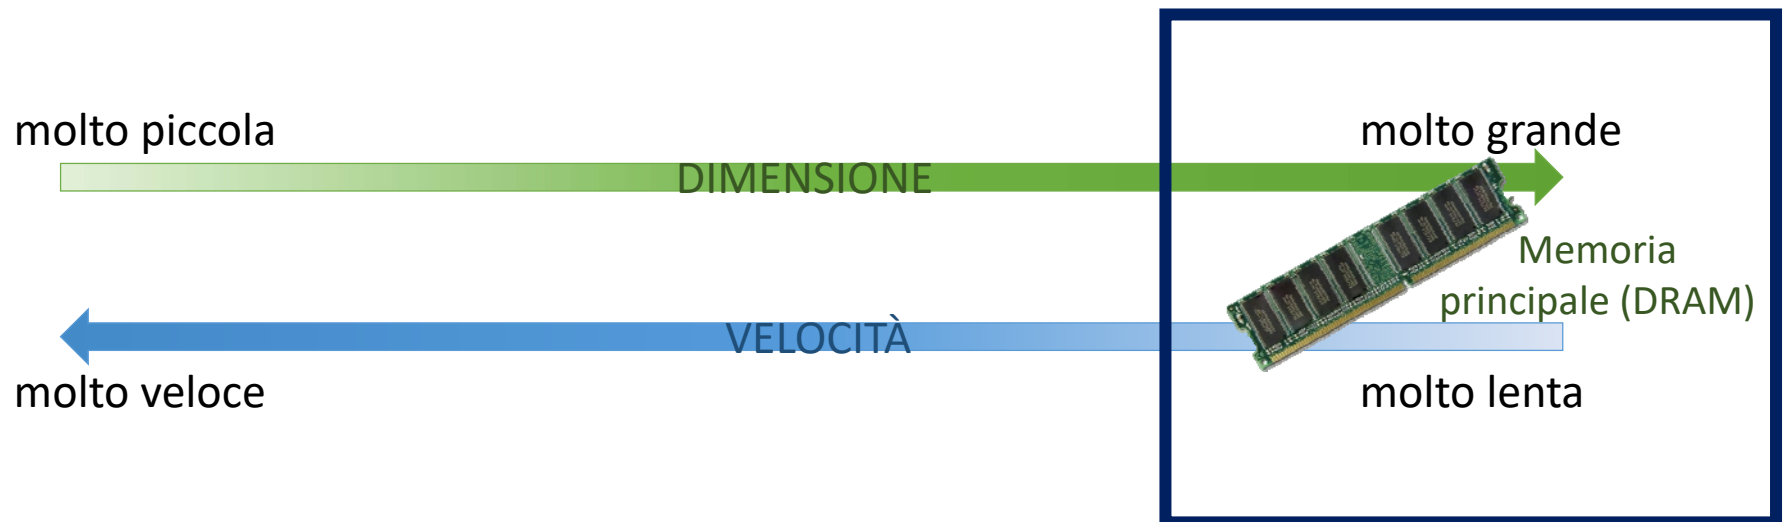 molto piccola
molto grande
DIMENSIONE
Memoria
principale (DRAM)
VELOCITÀ
molto veloce
molto lenta